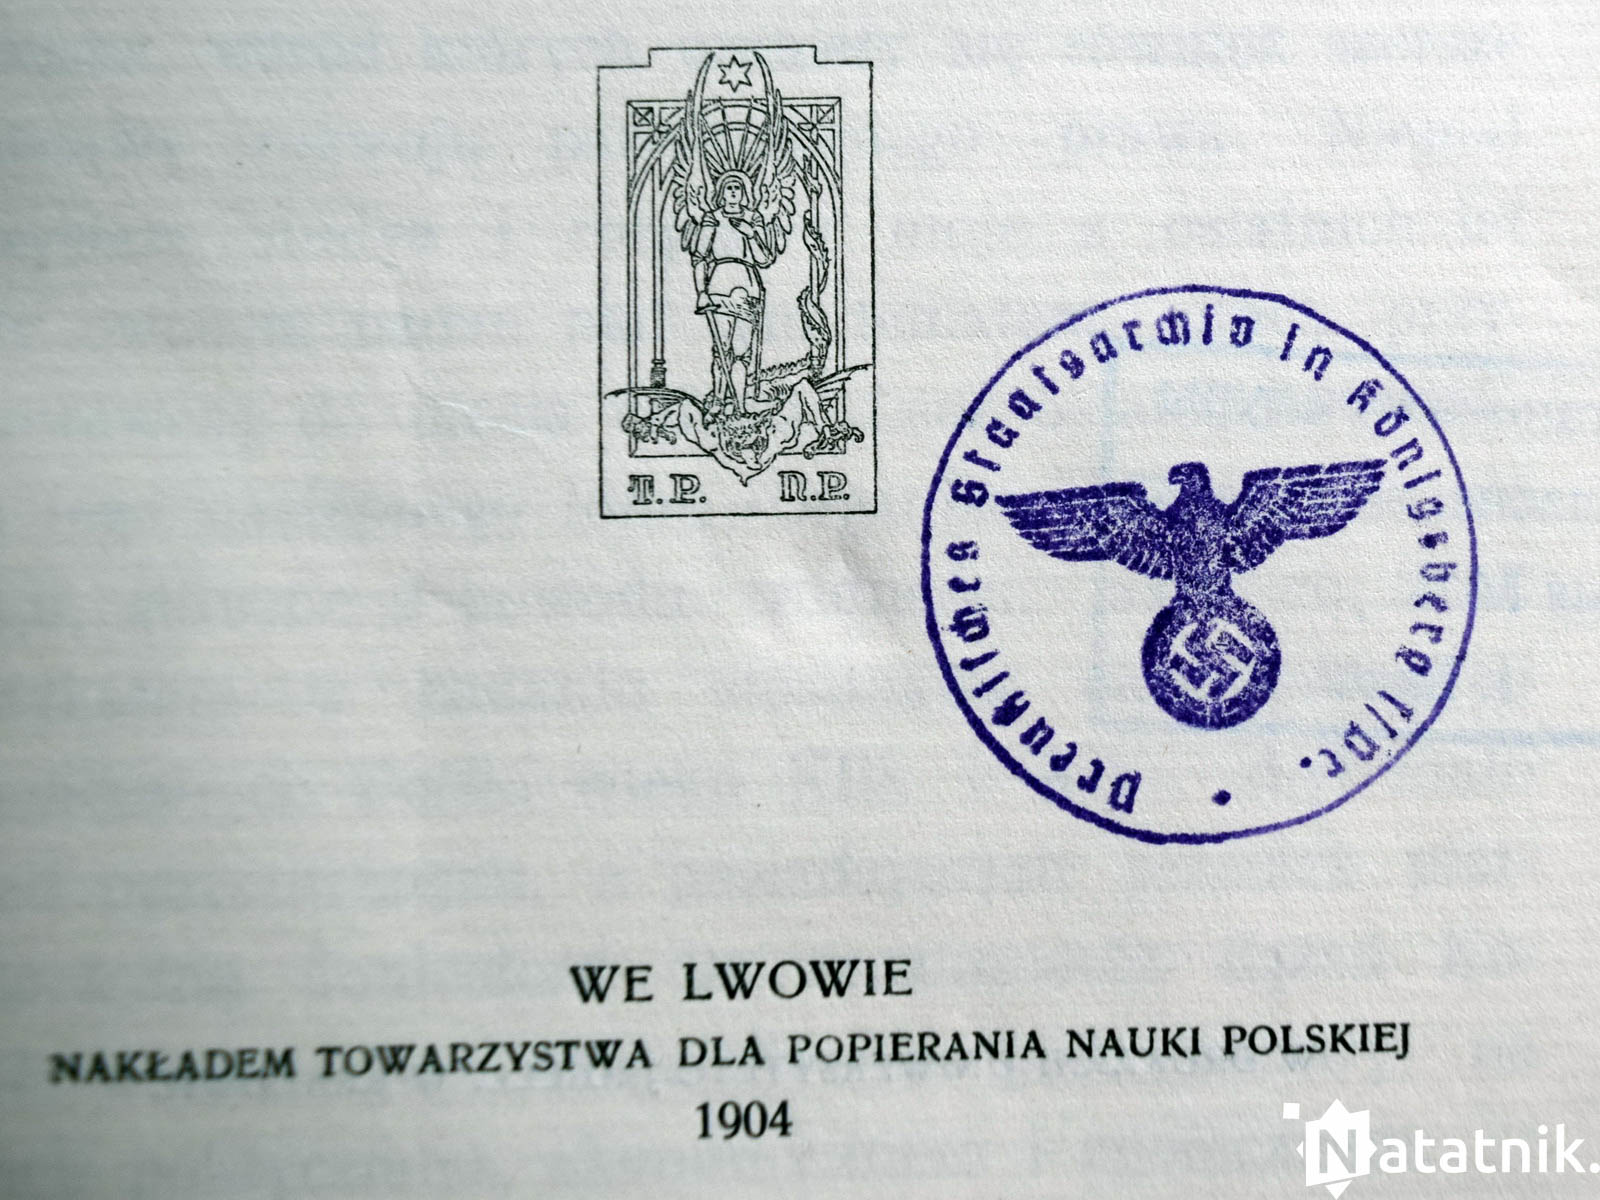 T. P. N. P.
Preußisches Staatsarchiv in Königsberg i/Pr.
WE LWOWIE
NAKŁADEM TOWARZYSTWA DLA POPIERANIA NAUKI POLSKIEJ
1904
Natatnik.